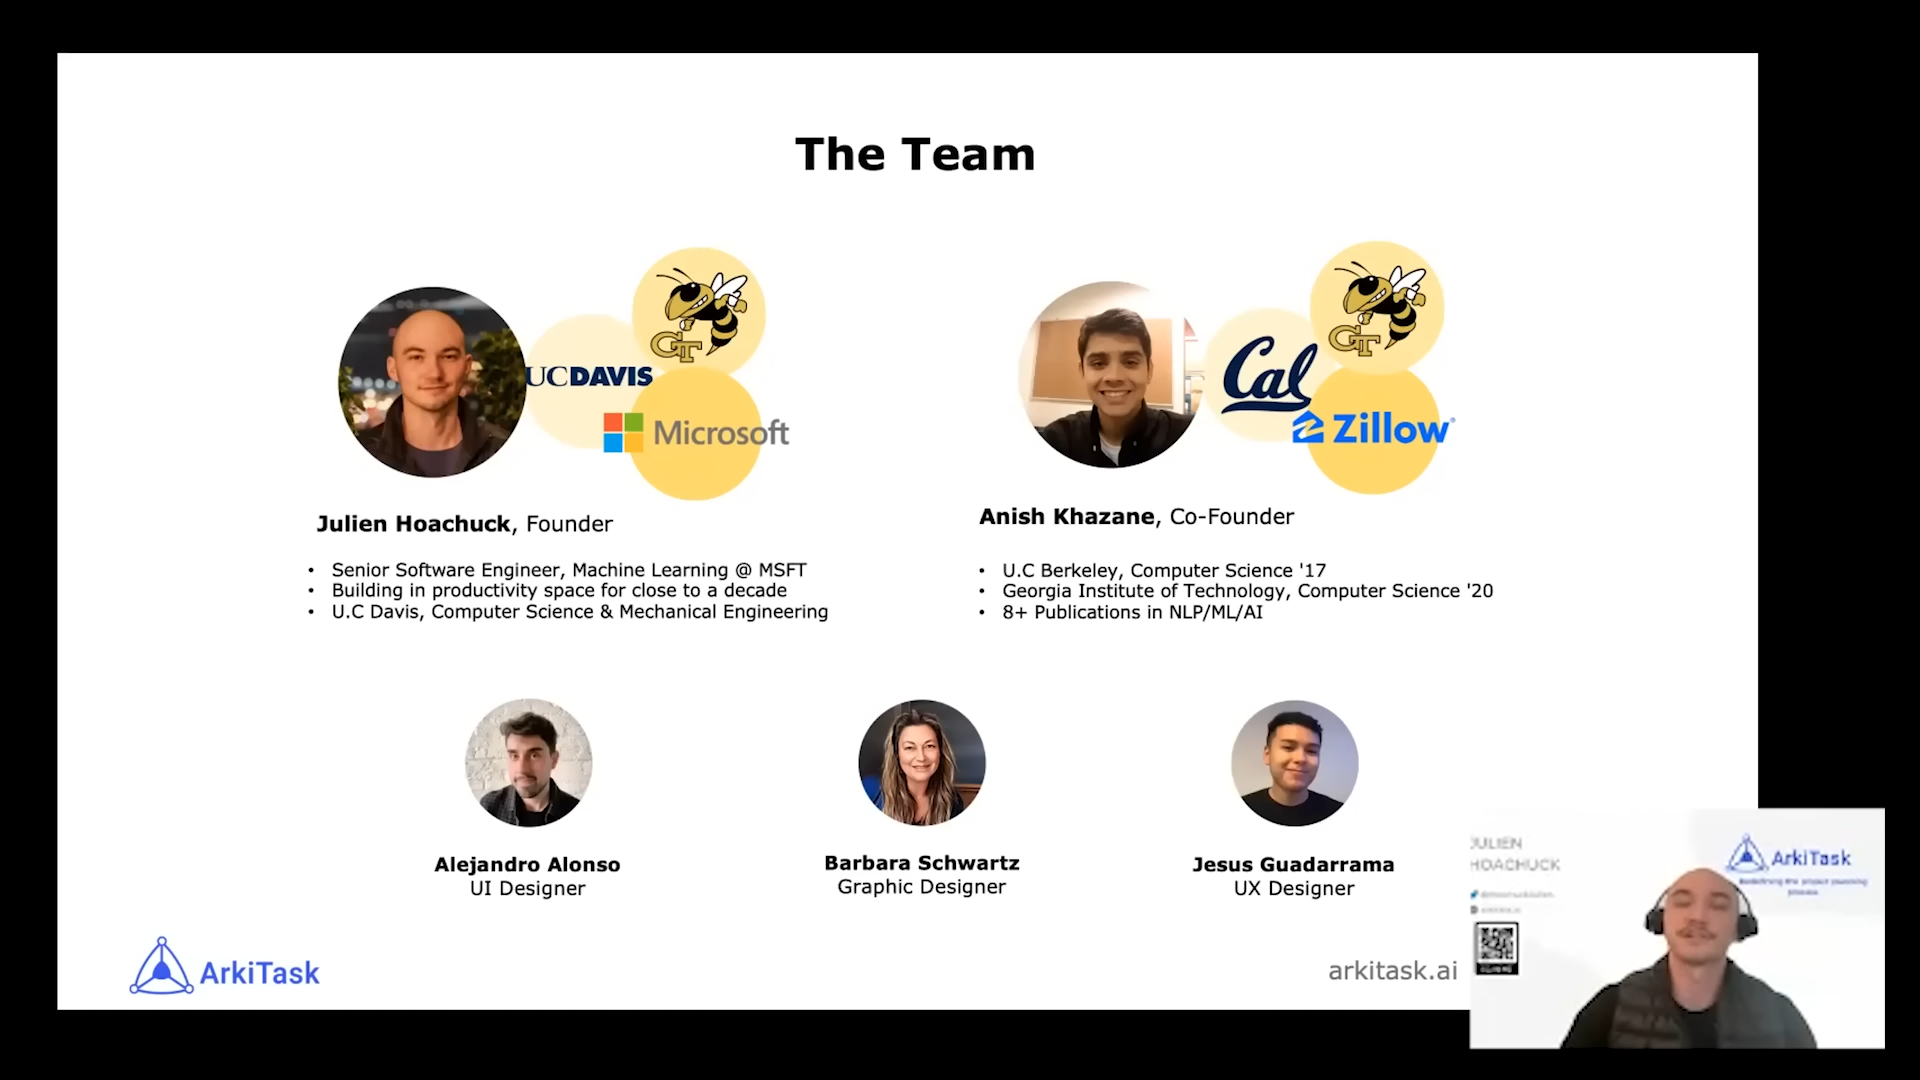 The Team
UCDAVIS
GT
Microsoft
Cal
GT
Zillow
Julien Hoachuck, Founder
• Senior Software Engineer, Machine Learning @ MSFT
• Building in productivity space for close to a decade
• U.C Davis, Computer Science & Mechanical Engineering
Anish Khazane, Co-Founder
• U.C Berkeley, Computer Science '17
• Georgia Institute of Technology, Computer Science '20
• 8+ Publications in NLP/ML/AI
Alejandro Alonso
UI Designer
Barbara Schwartz
Graphic Designer
Jesus Guadarrama
UX Designer
ArkiTask
arkitask.ai
JULIEN
HOACHUCK
ArkiTask